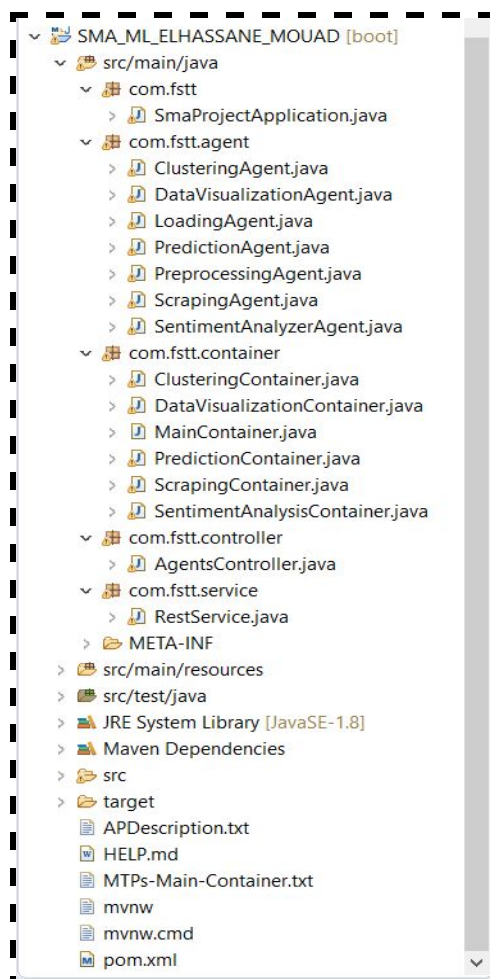 SMA_ML_ELHASSANE_MOUAD [boot]
src/main/java
com.fstt
SmaProjectApplication.java
com.fstt.agent
ClusteringAgent.java
DataVisualizationAgent.java
LoadingAgent.java
PredictionAgent.java
PreprocessingAgent.java
ScrapingAgent.java
SentimentAnalyzerAgent.java
com.fstt.container
ClusteringContainer.java
DataVisualizationContainer.java
MainContainer.java
PredictionContainer.java
ScrapingContainer.java
SentimentAnalysisContainer.java
com.fstt.controller
AgentsController.java
com.fstt.service
RestService.java
META-INF
src/main/resources
src/test/java
JRE System Library [JavaSE-1.8]
Maven Dependencies
src
target
APDescription.txt
HELP.md
MTPs-Main-Container.txt
mvnw
mvnw.cmd
pom.xml